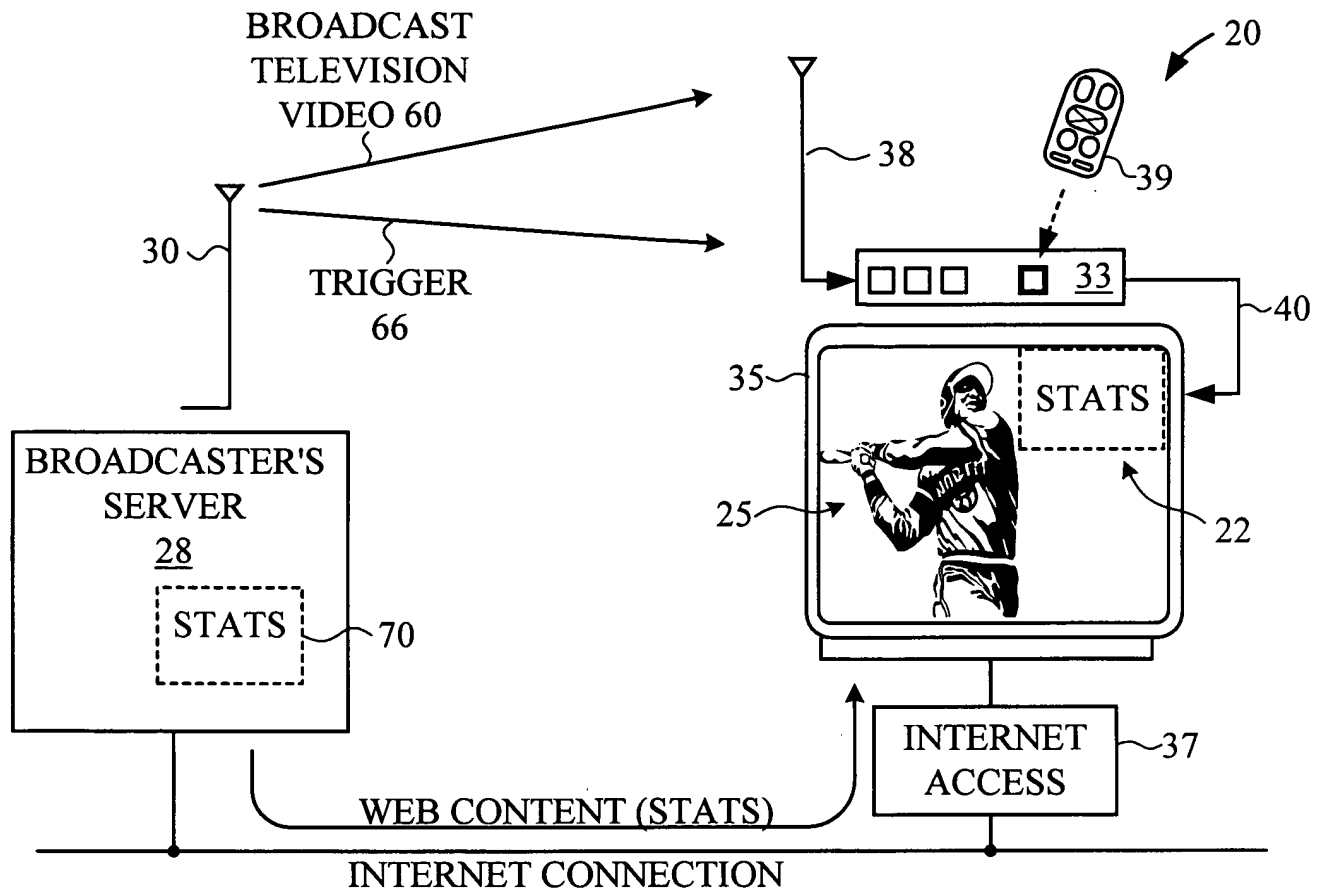 BROADCAST
TELEVISION
VIDEO 60
20
38
39
30
TRIGGER
66
33
40
35
STATS
BROADCASTER'S
SERVER
28
25
22
STATS
70
INTERNET
ACCESS
37
WEB CONTENT (STATS)
INTERNET CONNECTION